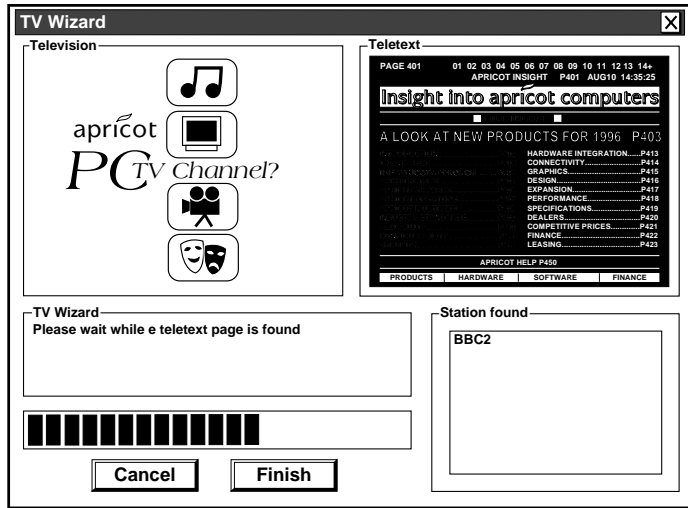 TV Wizard
Television
apricot
PC TV Channel?
Teletext
PAGE 401 01 02 03 04 05 06 07 08 09 10 11 12 13 14+
APRICOT INSIGHT P401 AUG10 14:35:25
Insight into apricot computers
A LOOK AT NEW PRODUCTS FOR 1996 P403
HARDWARE INTEGRATION......P413
CONNECTIVITY P414
GRAPHICS P415
DESIGN P416
EXPANSION P417
PERFORMANCE P418
SPECIFICATIONS P419
DEALERS P420
COMPETITIVE PRICES P421
FINANCE P422
LEASING P423
APRICOT HELP P450
PRODUCTS HARDWARE SOFTWARE FINANCE
TV Wizard
Please wait while e teletext page is found
Station found
BBC2
Cancel Finish